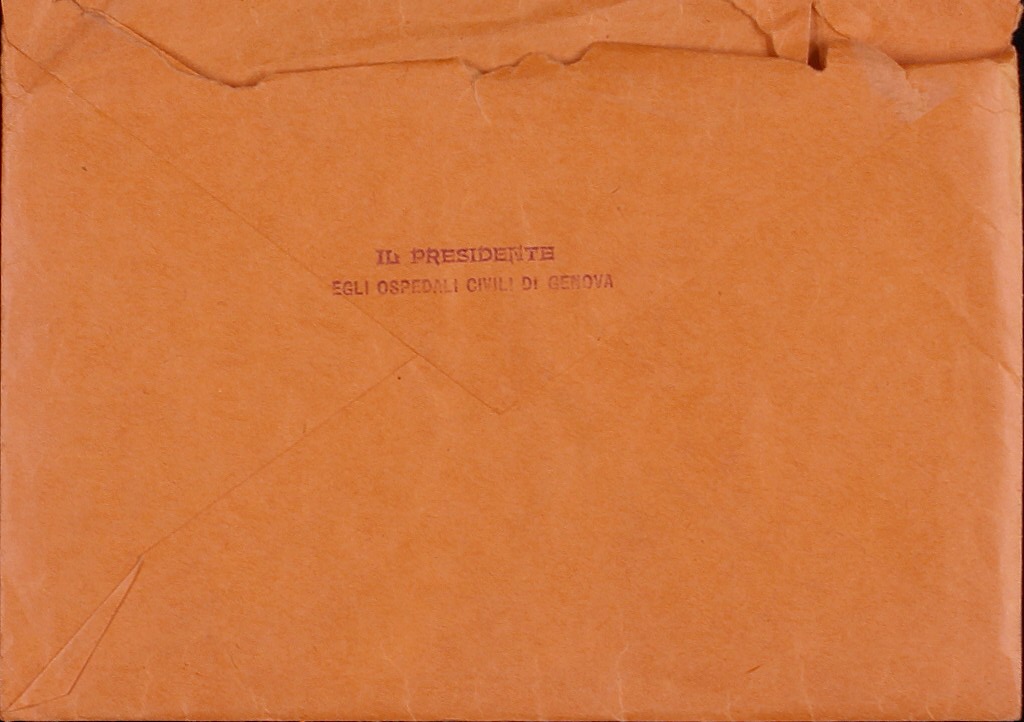 IL PRESIDENTE
EGLI OSPEDALI CIVILI DI GENOVA